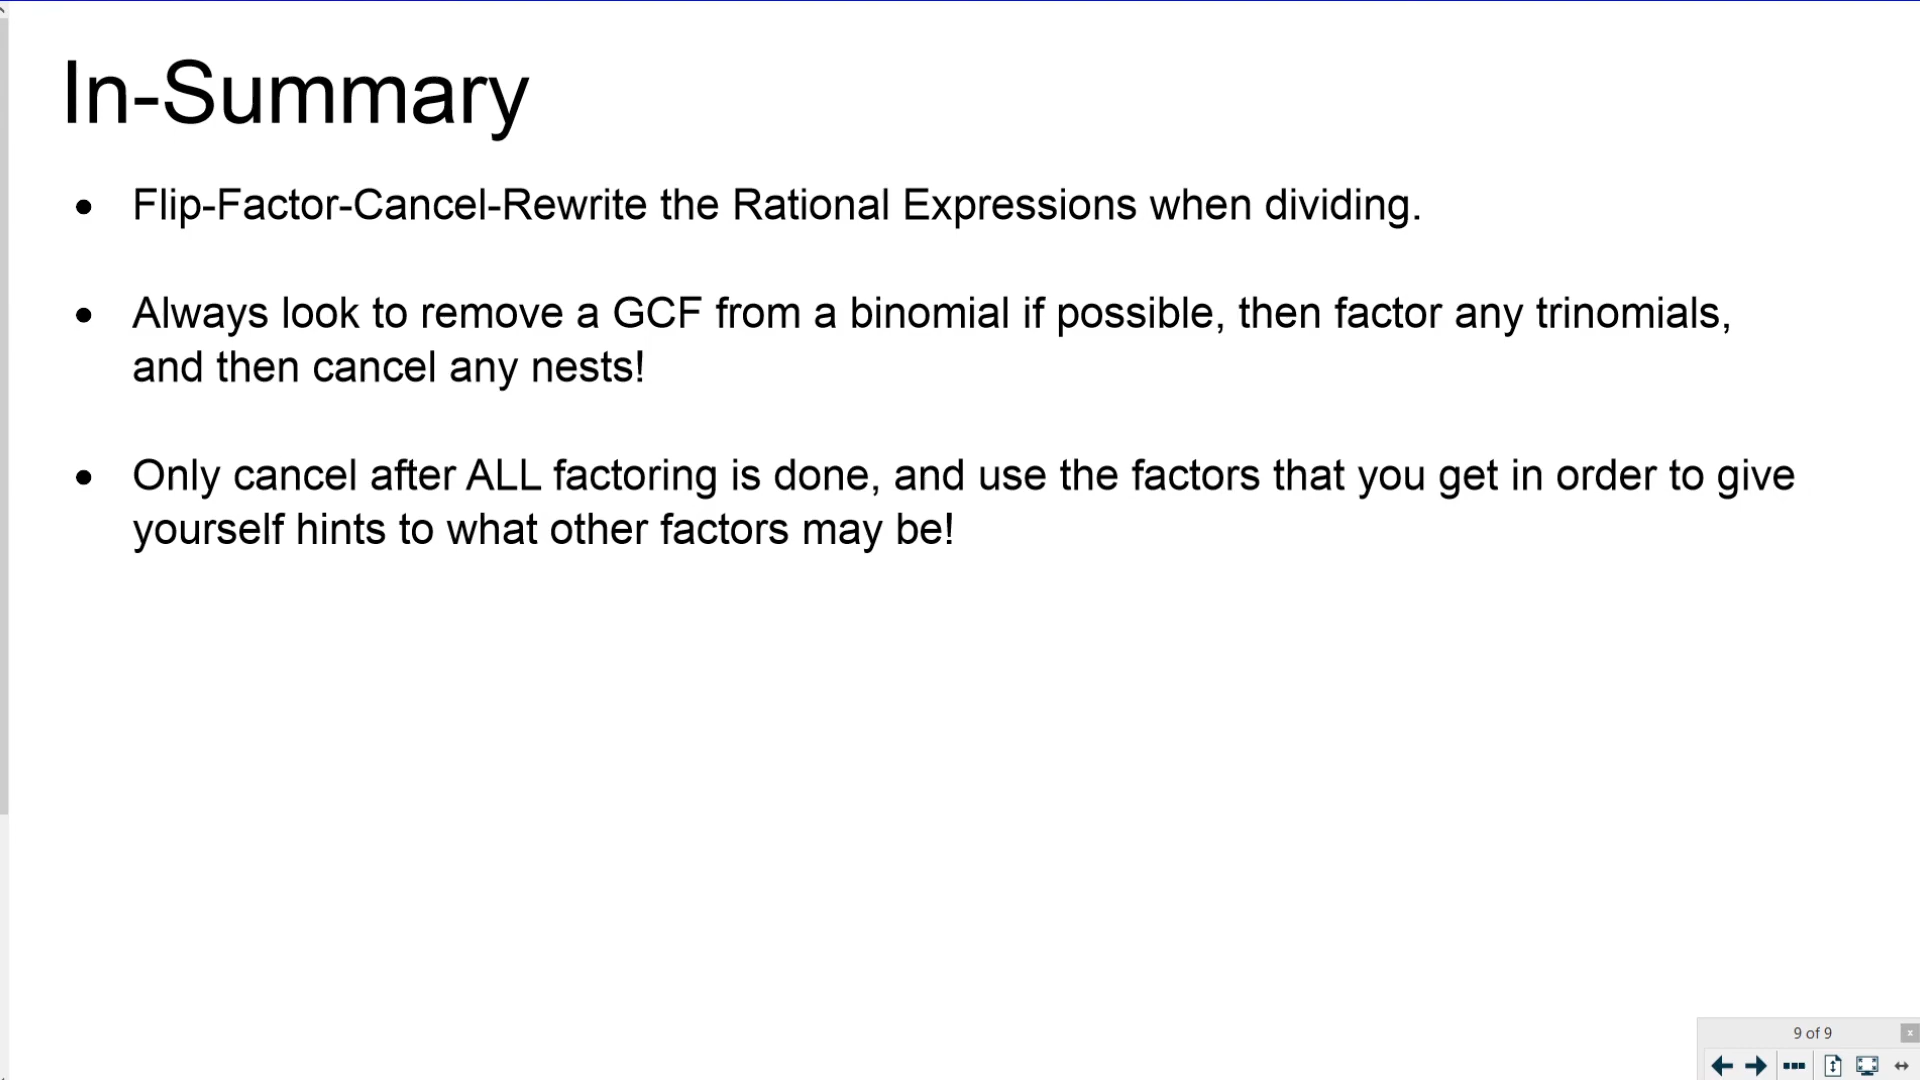 In-Summary
• Flip-Factor-Cancel-Rewrite the Rational Expressions when dividing.
• Always look to remove a GCF from a binomial if possible, then factor any trinomials,
and then cancel any nests!
• Only cancel after ALL factoring is done, and use the factors that you get in order to give
yourself hints to what other factors may be!
9 of 9